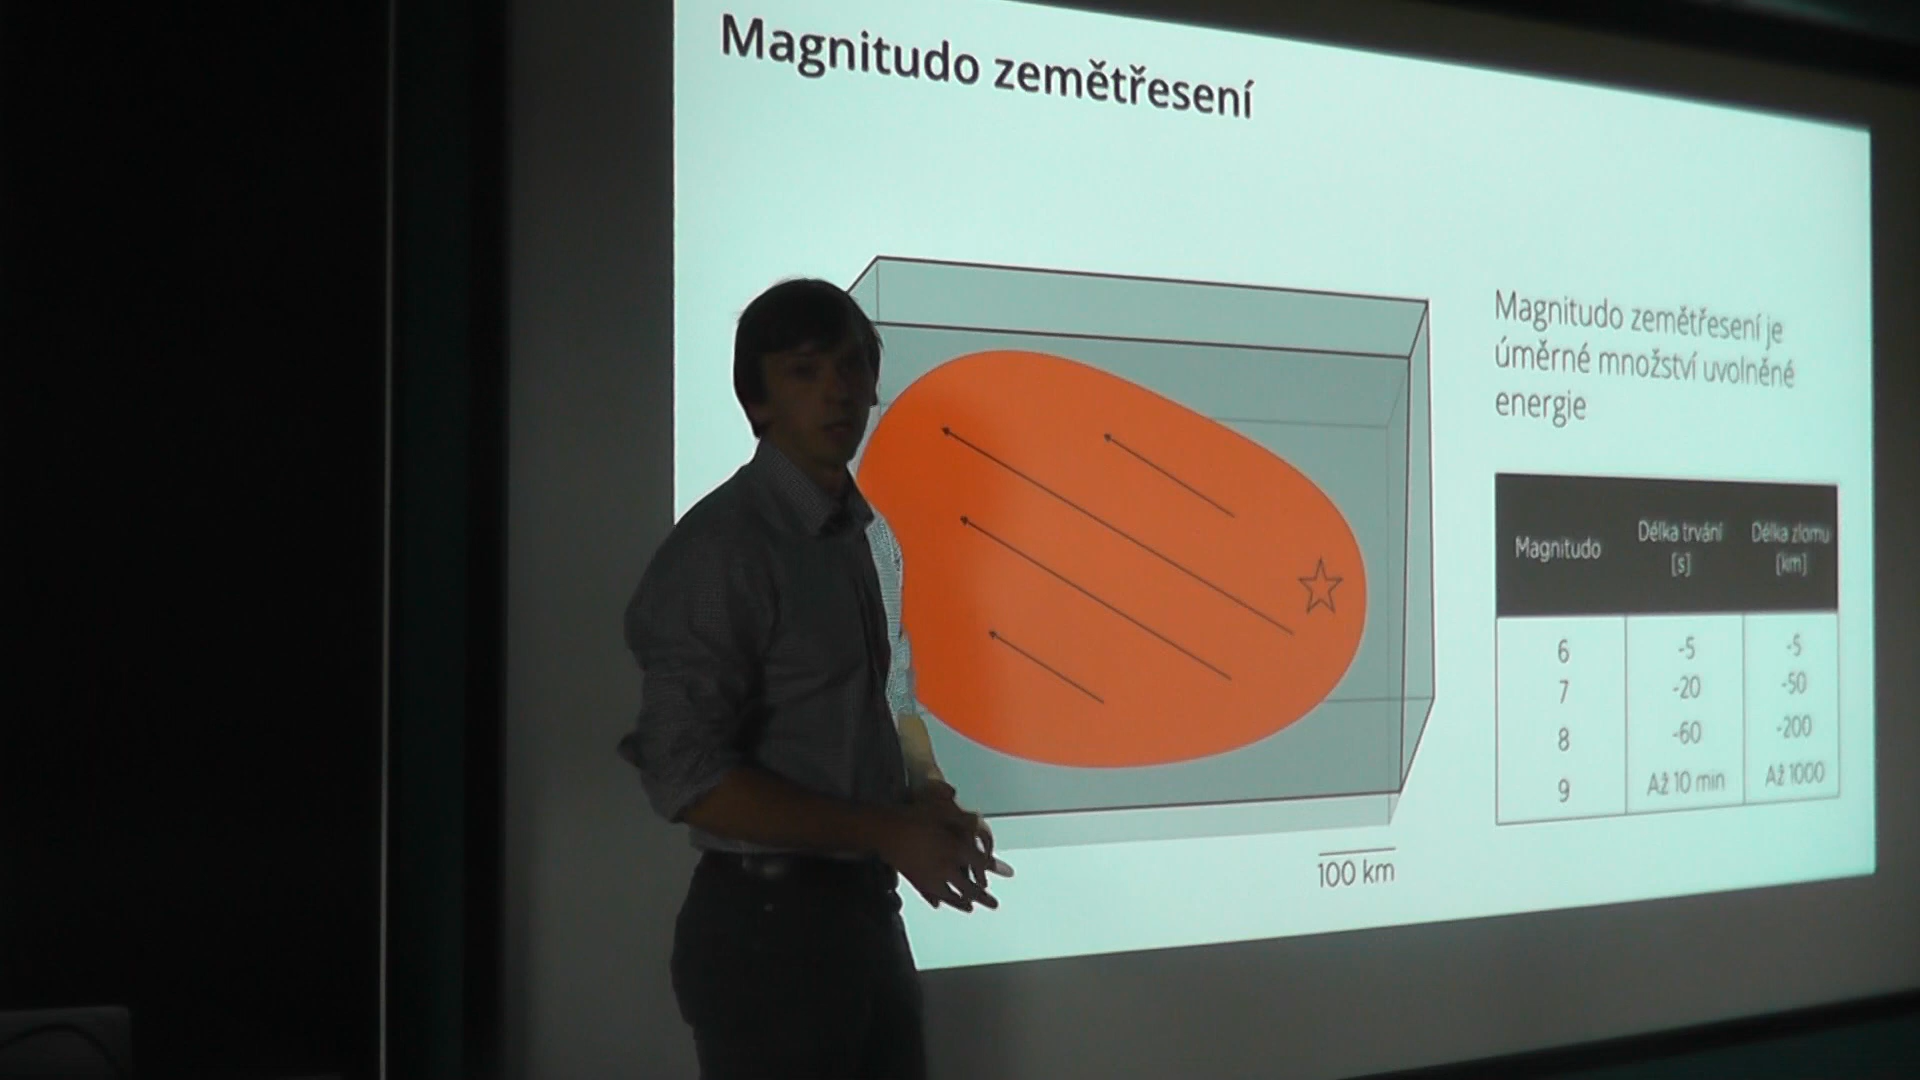 Magnitudo zemětřesení
Magnitudo zemětřesení je
úměrné množství uvolněné
energie
Magnitudo Délka trvání [s] Délka zlomu [km]
6 ~5 ~5
7 ~20 ~50
8 ~60 ~200
9 Až 10 min Až 1000
100 km